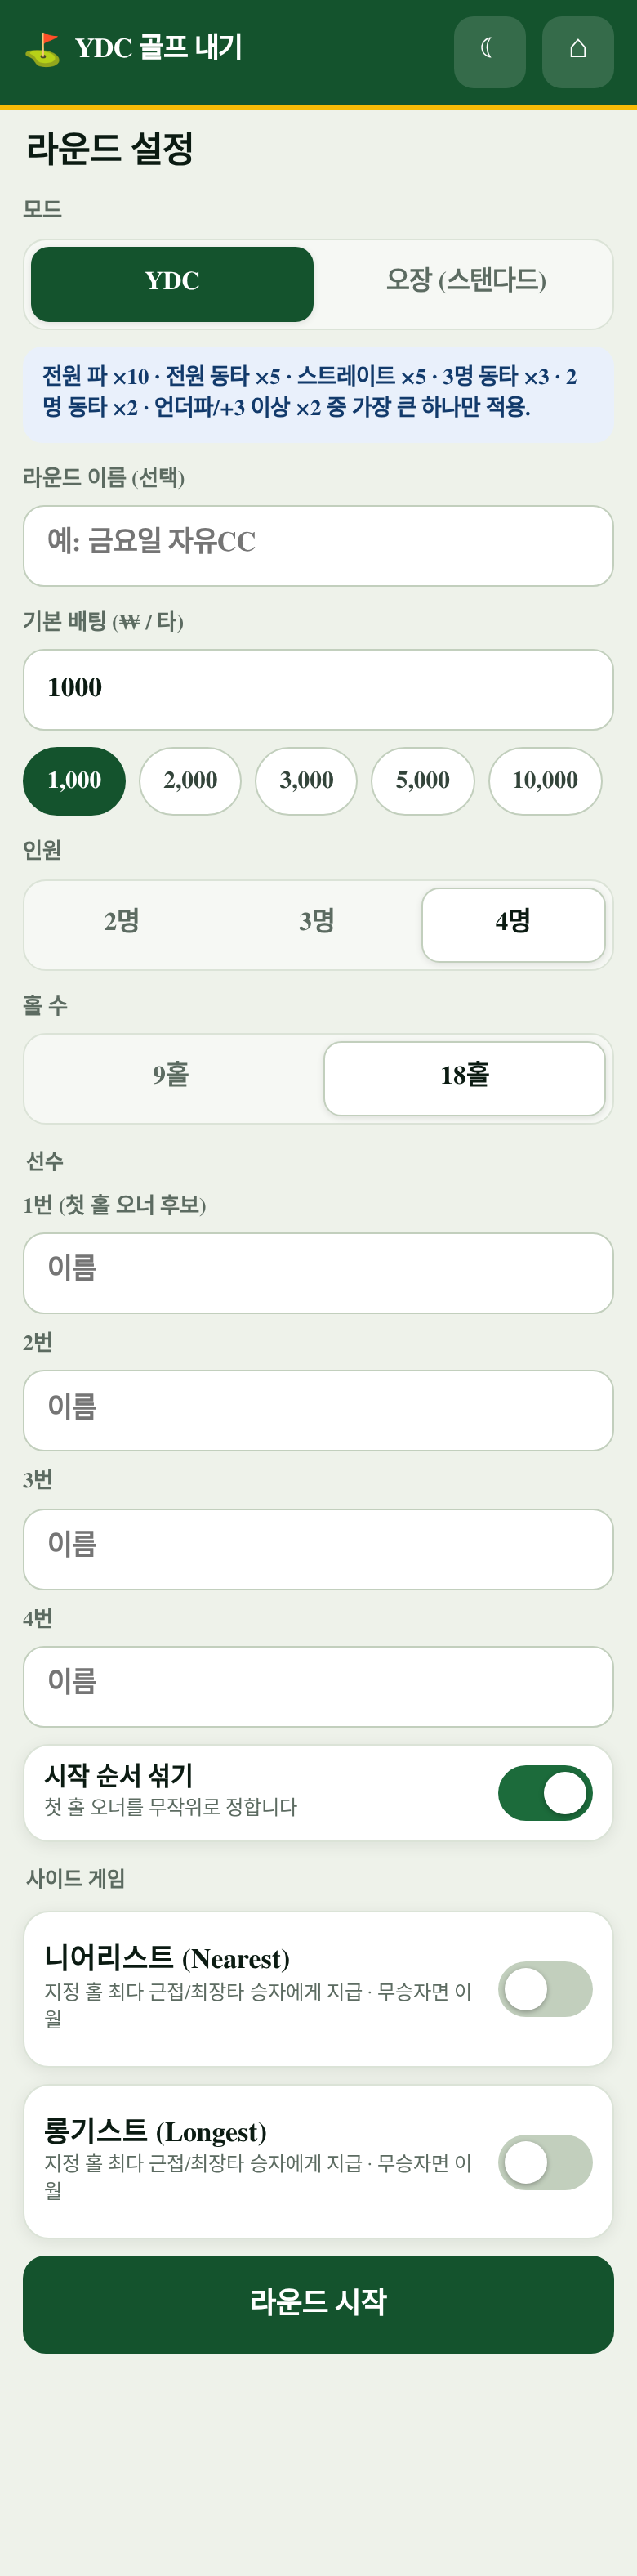 YDC 골프 내기
라운드 설정
모드
YDC
오장 (스탠다드)
전원 파 ×10 · 전원 동타 ×5 · 스트레이트 ×5 · 3명 동타 ×3 · 2
명 동타 ×2 · 언더파/+3 이상 ×2 중 가장 큰 하나만 적용.
라운드 이름 (선택)
예: 금요일 자유CC
기본 배팅 (₩ / 타)
1000
1,000
2,000
3,000
5,000
10,000
인원
2명
3명
4명
홀 수
9홀
18홀
선수
1번 (첫 홀 오너 후보)
이름
2번
이름
3번
이름
4번
이름
시작 순서 섞기
첫 홀 오너를 무작위로 정합니다
사이드 게임
니어리스트 (Nearest)
지정 홀 최다 근접/최장타 승자에게 지급 · 무승자면 이
월
롱기스트 (Longest)
지정 홀 최다 근접/최장타 승자에게 지급 · 무승자면 이
월
라운드 시작